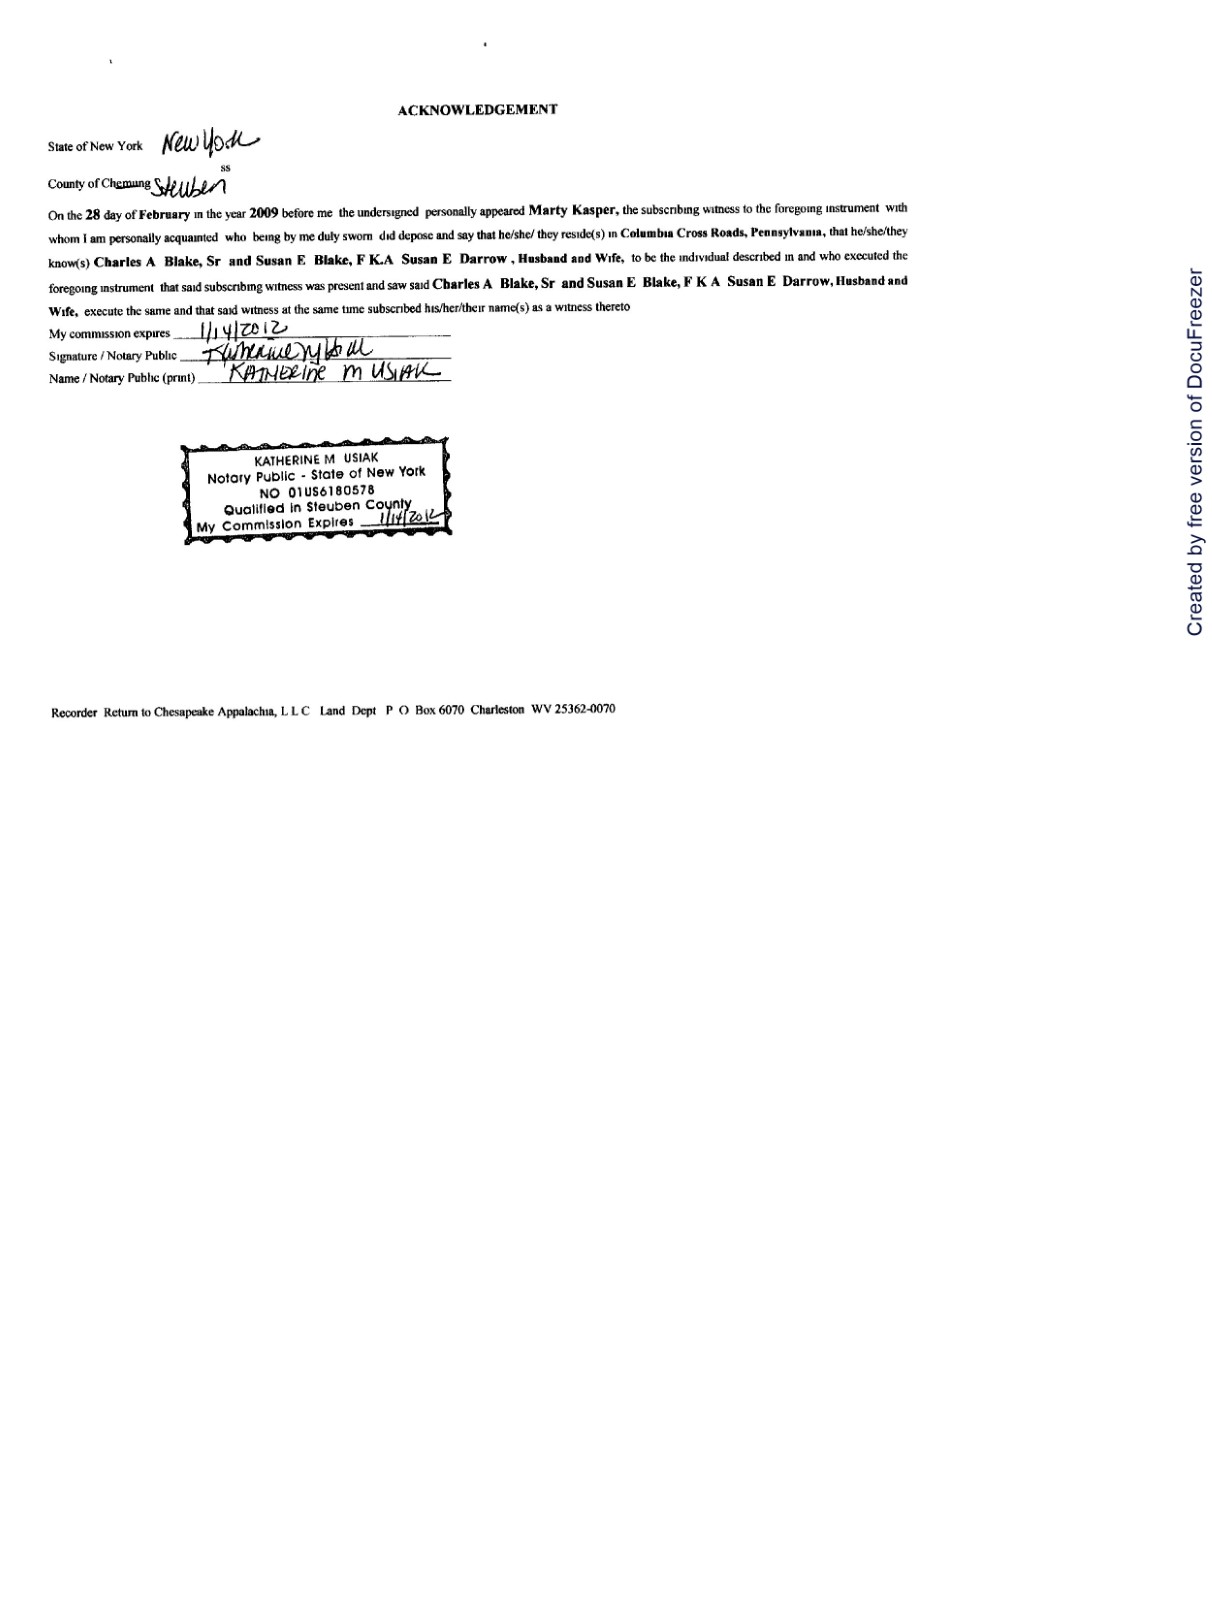 ACKNOWLEDGEMENT
State of New York New York
ss
County of Chemung Steuben
On the 28 day of February in the year 2009 before me the undersigned personally appeared Marty Kasper, the subscribing witness to the foregoing instrument with
whom I am personally acquainted who being by me duly sworn did depose and say that he/she/ they reside(s) in Columbia Cross Roads, Pennsylvania, that he/she/they
know(s) Charles A Blake, Sr and Susan E Blake, F K.A Susan E Darrow , Husband and Wife, to be the individual described in and who executed the
foregoing instrument that said subscribing witness was present and saw said Charles A Blake, Sr and Susan E Blake, F K A Susan E Darrow, Husband and
Wife, execute the same and that said witness at the same time subscribed his/her/their name(s) as a witness thereto
My commission expires 1/14/2012
Signature / Notary Public
Name / Notary Public (print) KATHERINE M USIAK
KATHERINE M USIAK
Notary Public - State of New York
NO 01US6180578
Qualified in Steuben County
My Commission Expires 1/14/2012
Recorder Return to Chesapeake Appalachia, L L C Land Dept P O Box 6070 Charleston WV 25362-0070
Created by free version of DocuFreezer